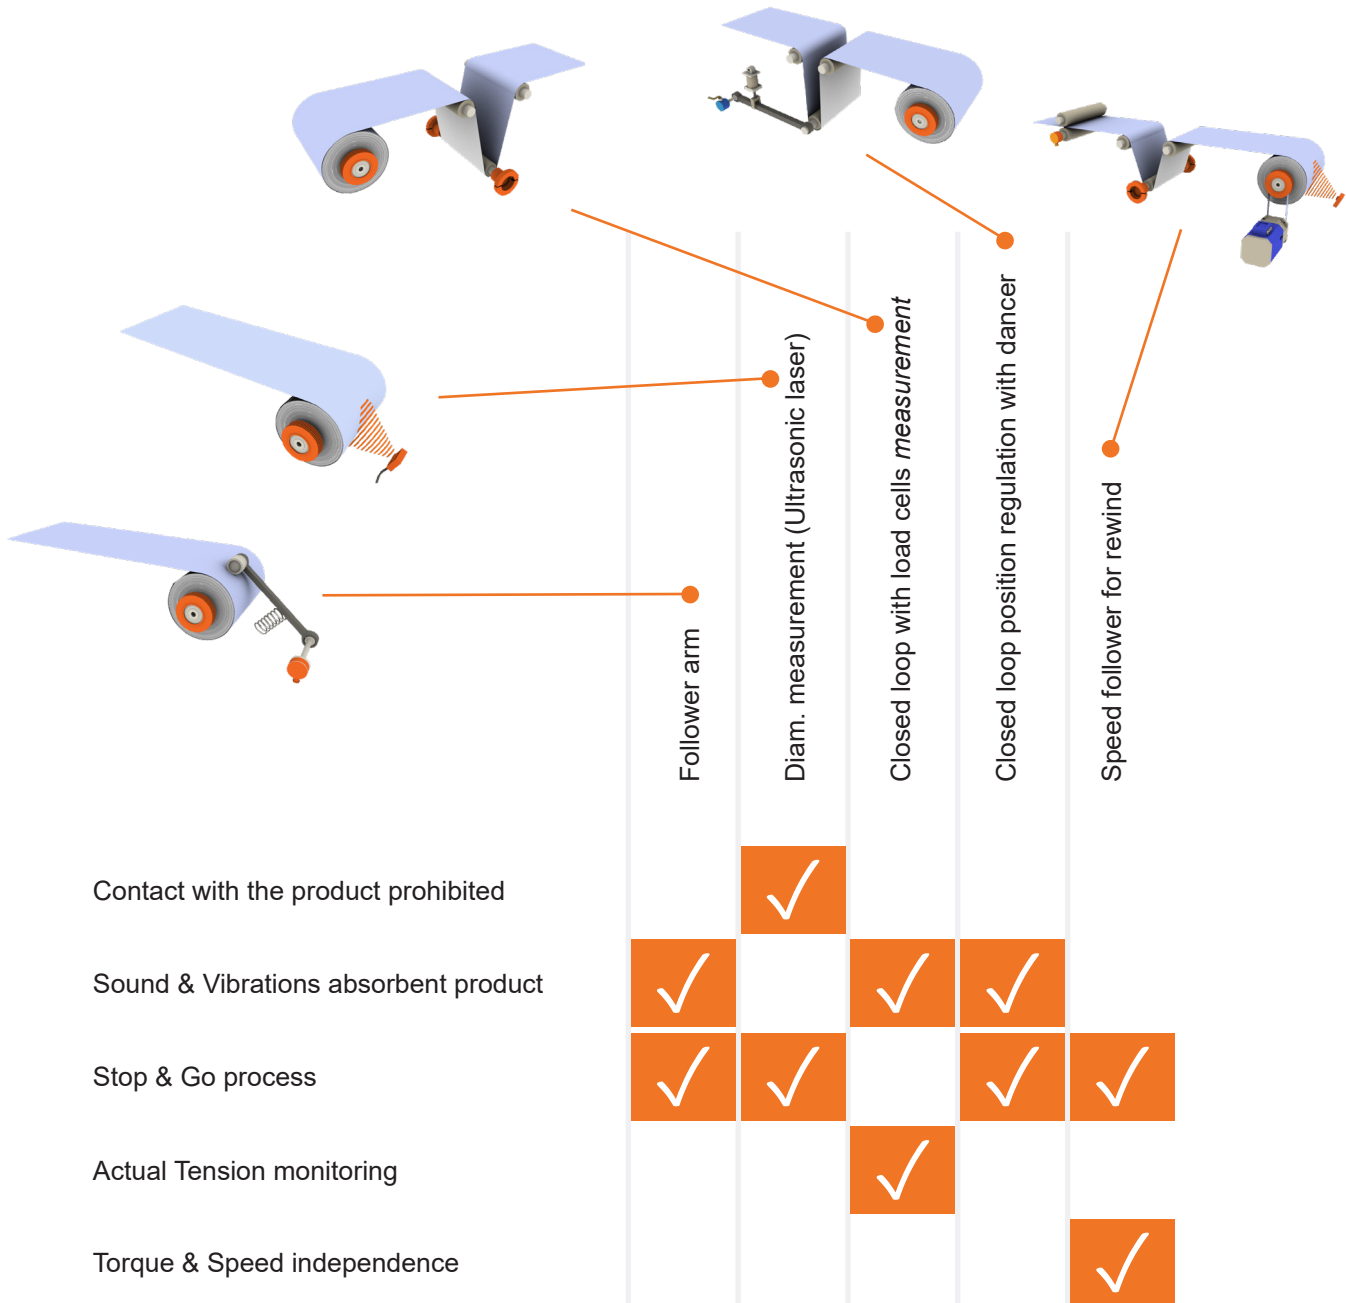 Follower arm
Diam. measurement (Ultrasonic laser)
Closed loop with load cells measurement
Closed loop position regulation with dancer
Speed follower for rewind
Contact with the product prohibited
Sound & Vibrations absorbent product
Stop & Go process
Actual Tension monitoring
Torque & Speed independence